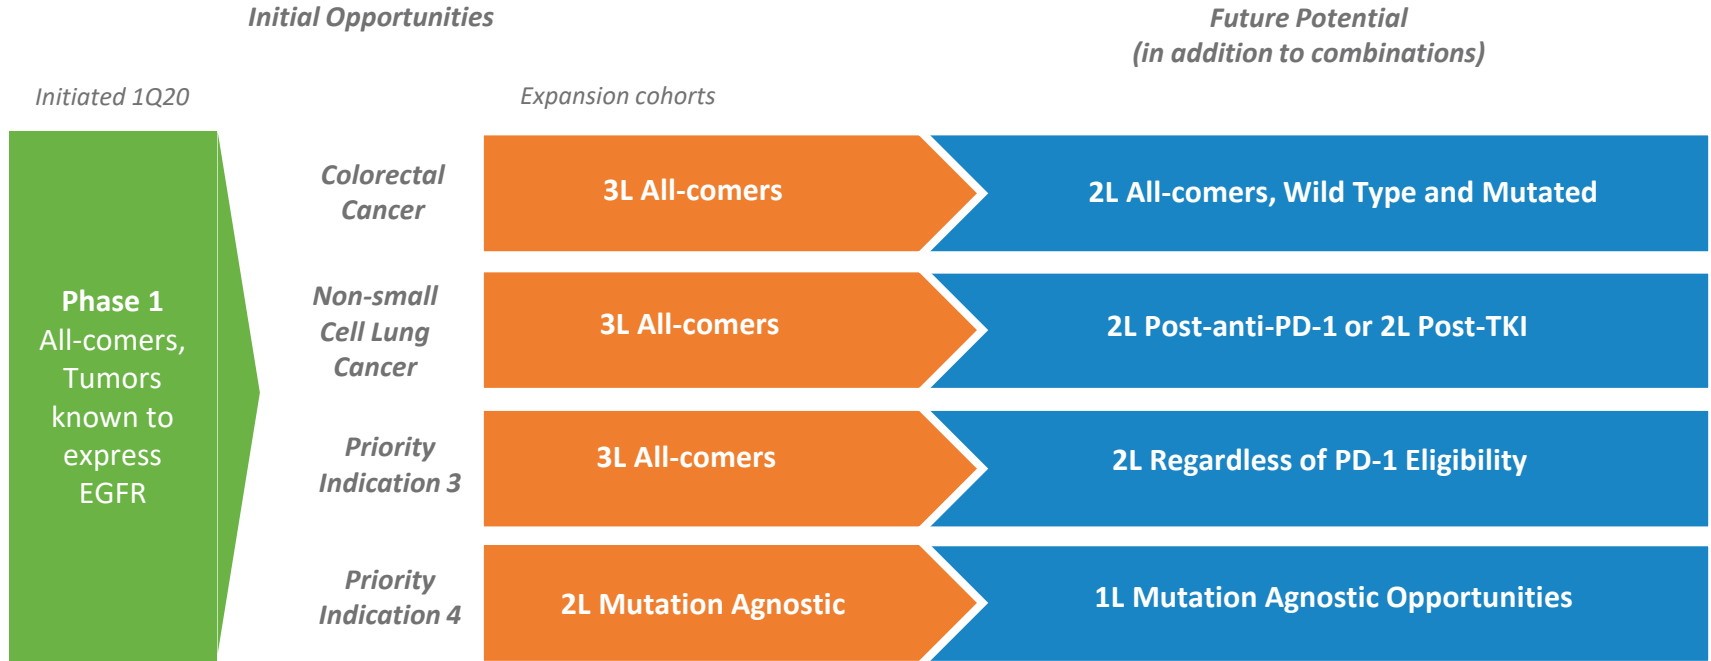 Initial Opportunities
Future Potential
(in addition to combinations)
Initiated 1Q20
Expansion cohorts
Phase 1
All-comers,
Tumors
known to
express
EGFR
Colorectal
Cancer
3L All-comers
2L All-comers, Wild Type and Mutated
Non-small
Cell Lung
Cancer
3L All-comers
2L Post-anti-PD-1 or 2L Post-TKI
Priority
Indication 3
3L All-comers
2L Regardless of PD-1 Eligibility
Priority
Indication 4
2L Mutation Agnostic
1L Mutation Agnostic Opportunities